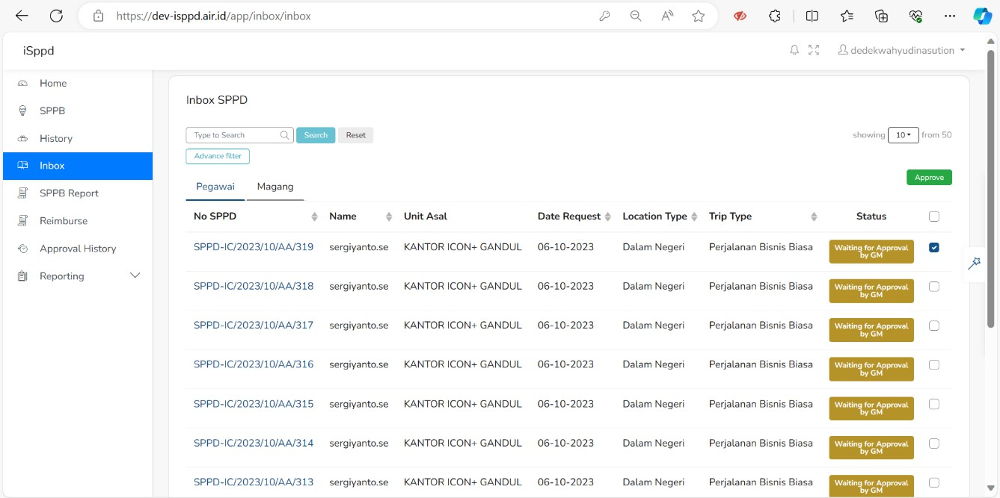 https://dev-isppd.air.id/app/inbox/inbox
iSppd
dedekwahyudinasution
Home
SPPB
History
Inbox
SPPB Report
Reimburse
Approval History
Reporting
Inbox SPPD
Type to Search Search Reset showing 10 from 50
Advance filter
Pegawai Magang Approve
No SPPD Name Unit Asal Date Request Location Type Trip Type Status
SPPD-IC/2023/10/AA/319 sergiyanto.se KANTOR ICON+ GANDUL 06-10-2023 Dalam Negeri Perjalanan Bisnis Biasa Waiting for Approval
by GM
SPPD-IC/2023/10/AA/318 sergiyanto.se KANTOR ICON+ GANDUL 06-10-2023 Dalam Negeri Perjalanan Bisnis Biasa Waiting for Approval
by GM
SPPD-IC/2023/10/AA/317 sergiyanto.se KANTOR ICON+ GANDUL 06-10-2023 Dalam Negeri Perjalanan Bisnis Biasa Waiting for Approval
by GM
SPPD-IC/2023/10/AA/316 sergiyanto.se KANTOR ICON+ GANDUL 06-10-2023 Dalam Negeri Perjalanan Bisnis Biasa Waiting for Approval
by GM
SPPD-IC/2023/10/AA/315 sergiyanto.se KANTOR ICON+ GANDUL 06-10-2023 Dalam Negeri Perjalanan Bisnis Biasa Waiting for Approval
by GM
SPPD-IC/2023/10/AA/314 sergiyanto.se KANTOR ICON+ GANDUL 06-10-2023 Dalam Negeri Perjalanan Bisnis Biasa Waiting for Approval
by GM
SPPD-IC/2023/10/AA/313 sergiyanto.se KANTOR ICON+ GANDUL 06-10-2023 Dalam Negeri Perjalanan Bisnis Biasa Waiting for Approval
by GM